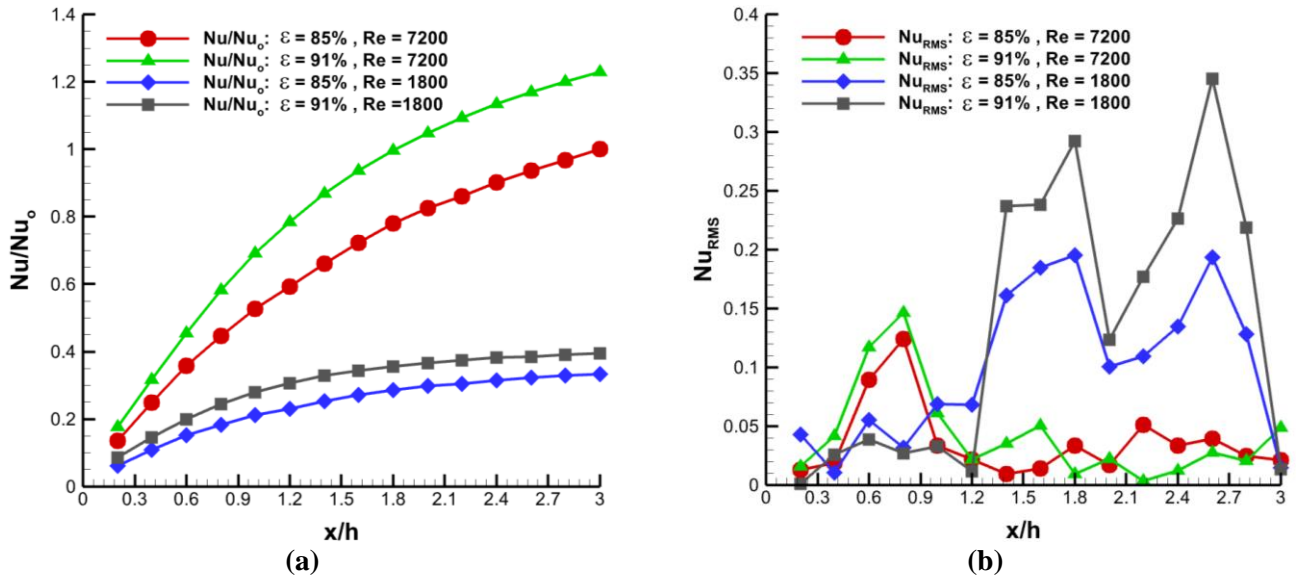 Nu/Nuo
1.4
1.2
1
0.8
0.6
0.4
0.2
0
Nu/Nuo: ε = 85% , Re = 7200
Nu/Nuo: ε = 91% , Re = 7200
Nu/Nuo: ε = 85% , Re = 1800
Nu/Nuo: ε = 91% , Re =1800
0 0.3 0.6 0.9 1.2 1.5 1.8 2.1 2.4 2.7 3
x/h
(a)
NuRMS
0.4
0.35
0.3
0.25
0.2
0.15
0.1
0.05
0
NuRMS: ε = 85% , Re = 7200
NuRMS: ε = 91% , Re = 7200
NuRMS: ε = 85% , Re = 1800
NuRMS: ε = 91% , Re = 1800
0 0.3 0.6 0.9 1.2 1.5 1.8 2.1 2.4 2.7 3
x/h
(b)